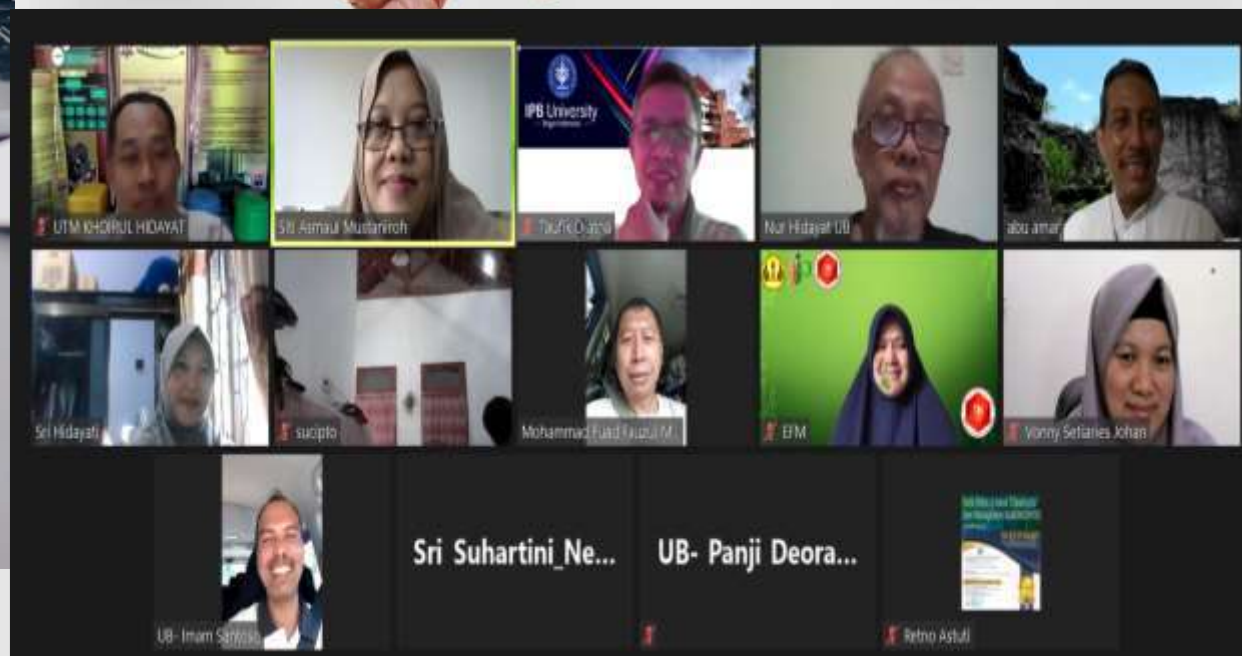 IPB University
UTM KHOIRUL HIDAYAT
Siti Asmaul Mustaniroh
Taufik Djatna
Nur Hidayat UB
abu amar
Sri Hidayati
sucipto
Mohammad Fuad Fauzul M
EFM
Vonny Setiaries Johan
UB- Imam Santoso
Sri Suhartini_Ne...
UB- Panji Deora...
Retno Astuti